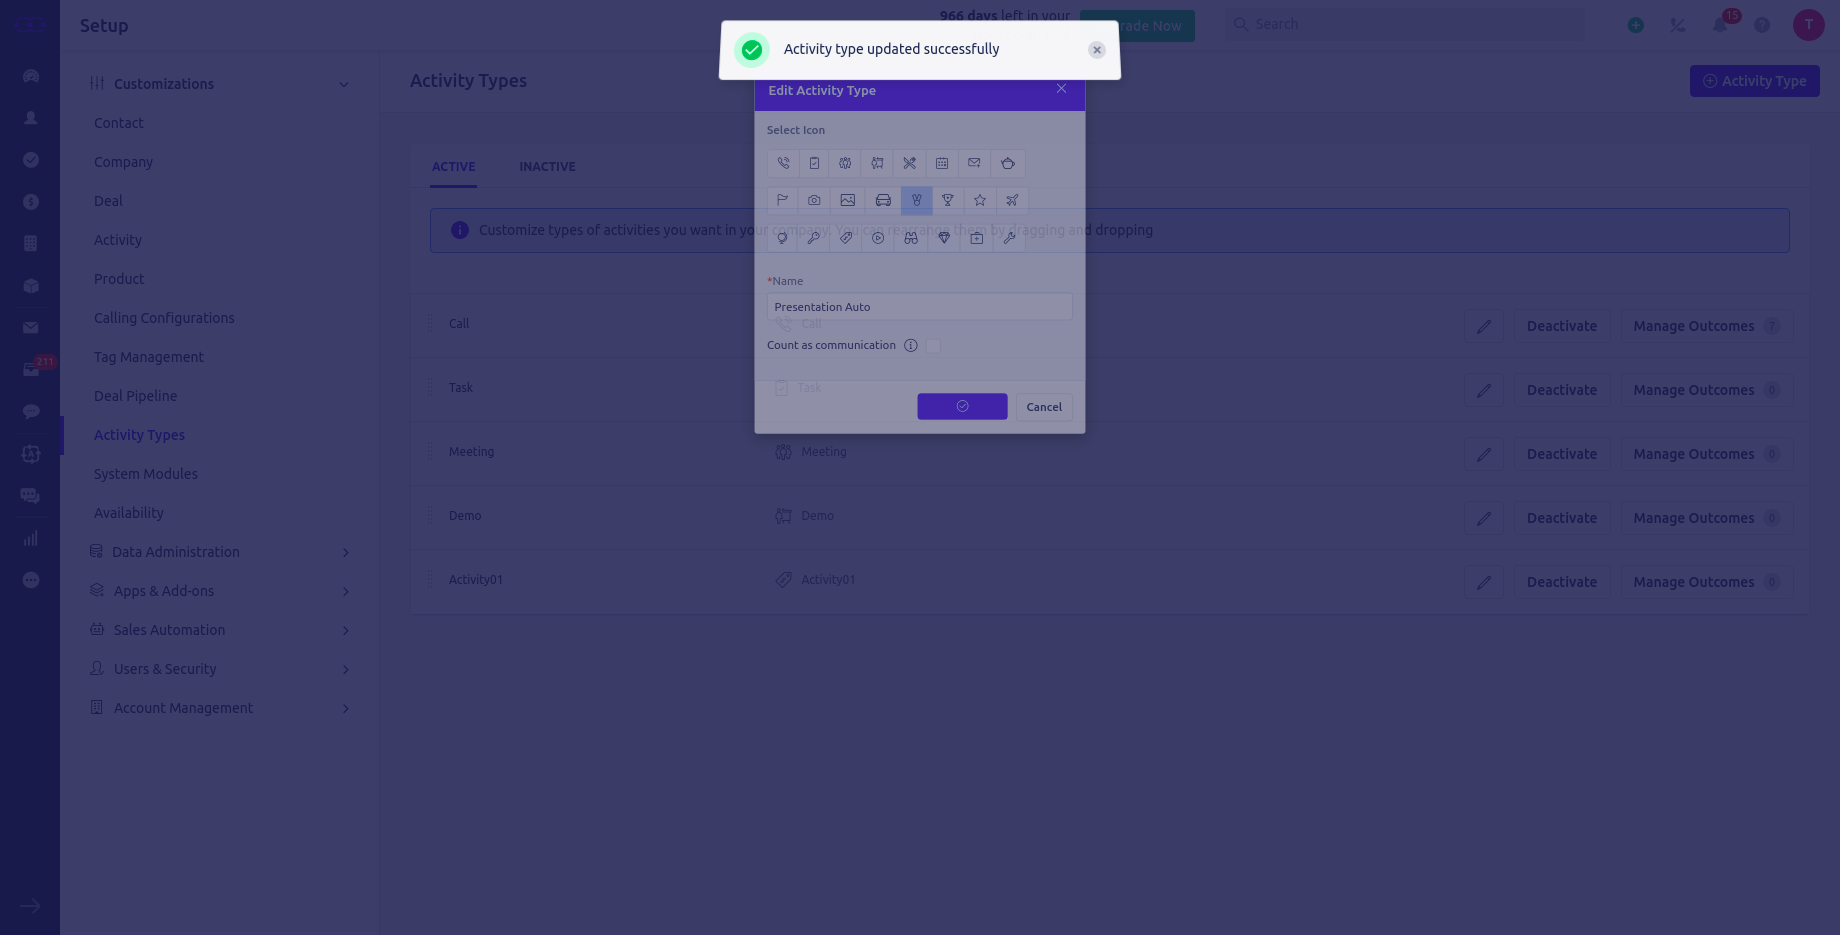 Setup
966 days left in your
rade Now
Search
15
T
Activity type updated successfully
Customizations
Contact
Company
Deal
Activity
Product
Calling Configurations
Tag Management
Deal Pipeline
Activity Types
System Modules
Availability
Data Administration
Apps & Add-ons
Sales Automation
Users & Security
Account Management
211
Activity Types
Activity Type
ACTIVE
INACTIVE
Customize types of activities you want in your company. You can rearrange them by dragging and dropping
Edit Activity Type
Select Icon
*Name
Presentation Auto
Count as communication
Cancel
Call
Call
Deactivate
Manage Outcomes 7
Task
Task
Deactivate
Manage Outcomes 0
Meeting
Meeting
Deactivate
Manage Outcomes 0
Demo
Demo
Deactivate
Manage Outcomes 0
Activity01
Activity01
Deactivate
Manage Outcomes 0